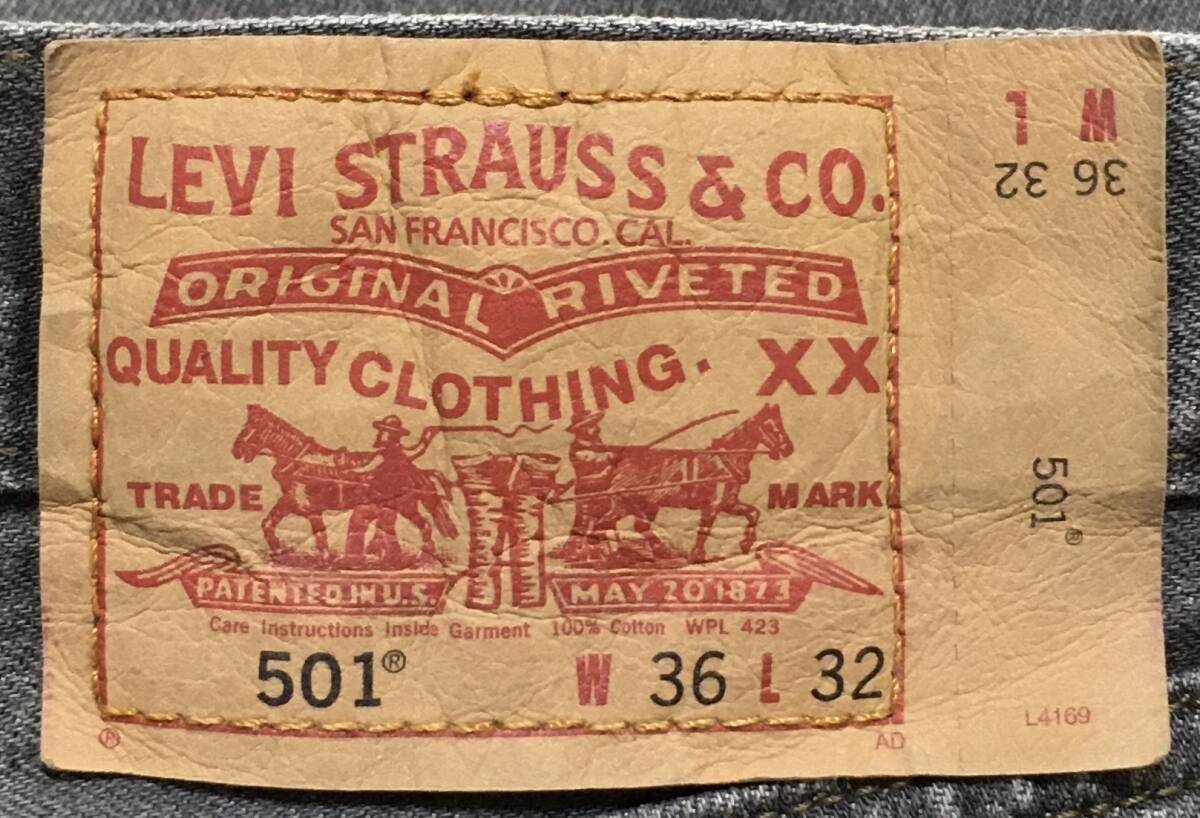 LEVI STRAUSS & CO.
SAN FRANCISCO. CAL.
ORIGINAL RIVETED
QUALITY CLOTHING. XX
TRADE MARK
PATENTED IN U.S. MAY 20 1873
Care Instructions Inside Garment 100% Cotton WPL 423
501® W 36 L 32
Ⓟ AD
W L
36 32
501®
L4169